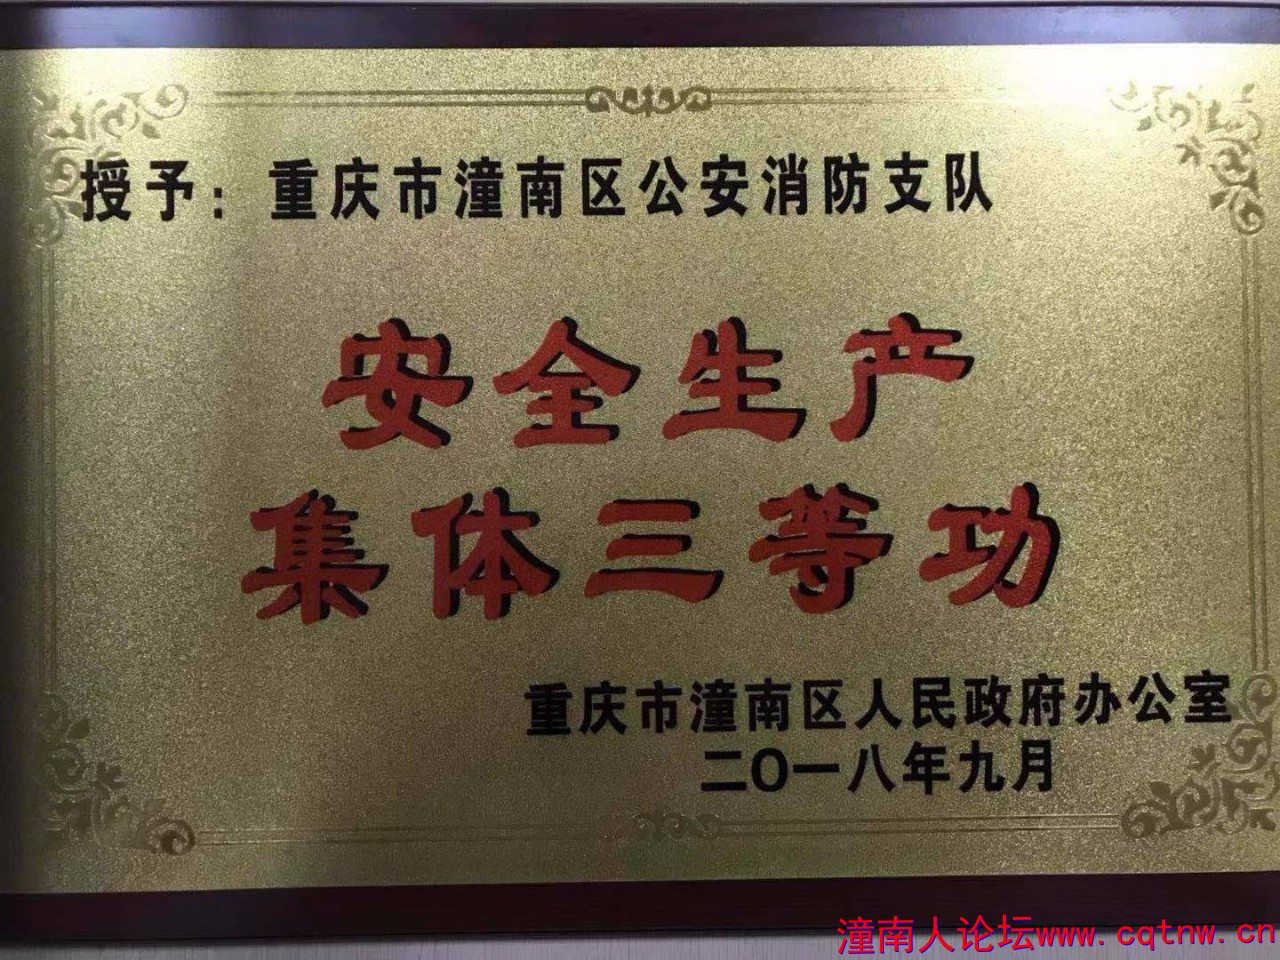 授予：重庆市潼南区公安消防支队
安全生产
集体三等功
重庆市潼南区人民政府办公室
二〇一八年九月
潼南人论坛www.cqtnw.cn